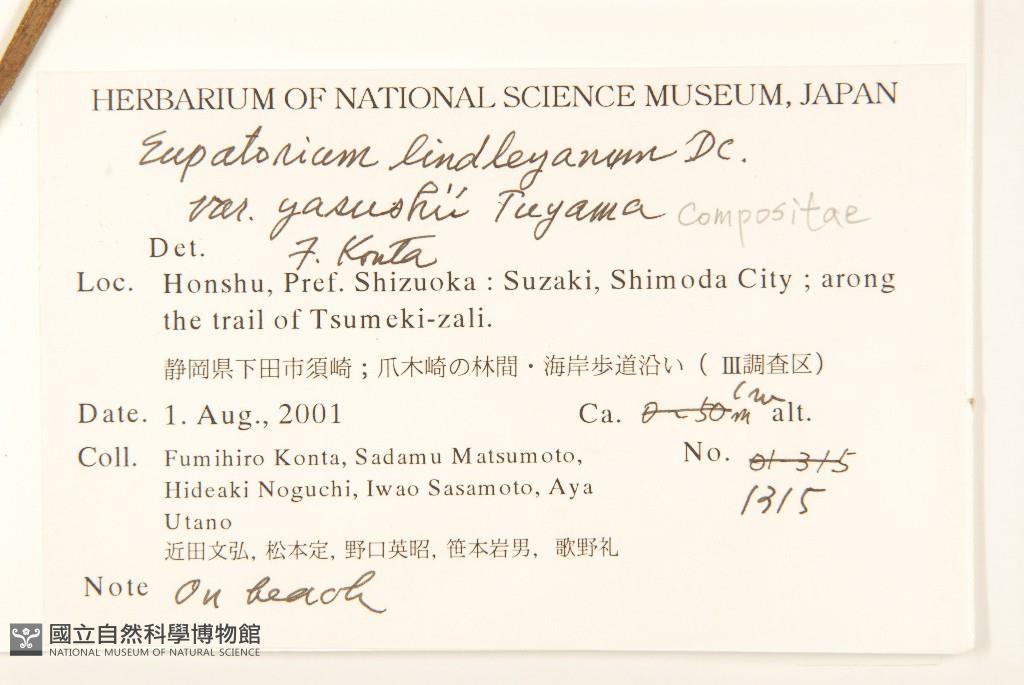 HERBARIUM OF NATIONAL SCIENCE MUSEUM, JAPAN
Eupatorium lindleyanum DC.
var. yasushii Tuyama Compositae
Det. F. Konta
Loc. Honshu, Pref. Shizuoka : Suzaki, Shimoda City ; arong
the trail of Tsumeki-zali.
静岡県下田市須崎 ; 爪木崎の林間・海岸歩道沿い ( Ⅲ調査区)
Date. 1. Aug., 2001 Ca. 0~50 m 1m alt.
Coll. Fumihiro Konta, Sadamu Matsumoto, No. 01-315
Hideaki Noguchi, Iwao Sasamoto, Aya 1315
Utano
近田文弘, 松本定, 野口英昭, 笹本岩男, 歌野礼
Note On beach
國立自然科學博物館
NATIONAL MUSEUM OF NATURAL SCIENCE